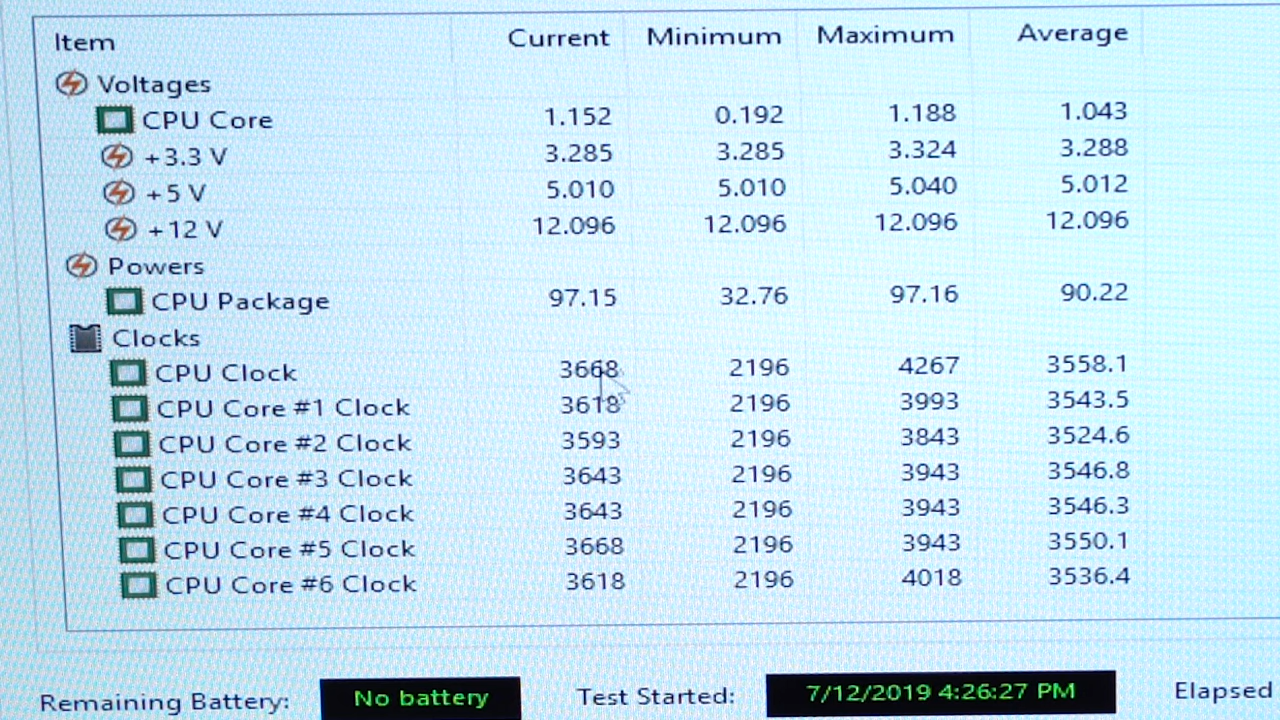 Item Current Minimum Maximum Average
Voltages
CPU Core 1.152 0.192 1.188 1.043
+3.3 V 3.285 3.285 3.324 3.288
+5 V 5.010 5.010 5.040 5.012
+12 V 12.096 12.096 12.096 12.096
Powers
CPU Package 97.15 32.76 97.16 90.22
Clocks
CPU Clock 3668 2196 4267 3558.1
CPU Core #1 Clock 3618 2196 3993 3543.5
CPU Core #2 Clock 3593 2196 3843 3524.6
CPU Core #3 Clock 3643 2196 3943 3546.8
CPU Core #4 Clock 3643 2196 3943 3546.3
CPU Core #5 Clock 3668 2196 3943 3550.1
CPU Core #6 Clock 3618 2196 4018 3536.4
Remaining Battery: No battery Test Started: 7/12/2019 4:26:27 PM Elapsed